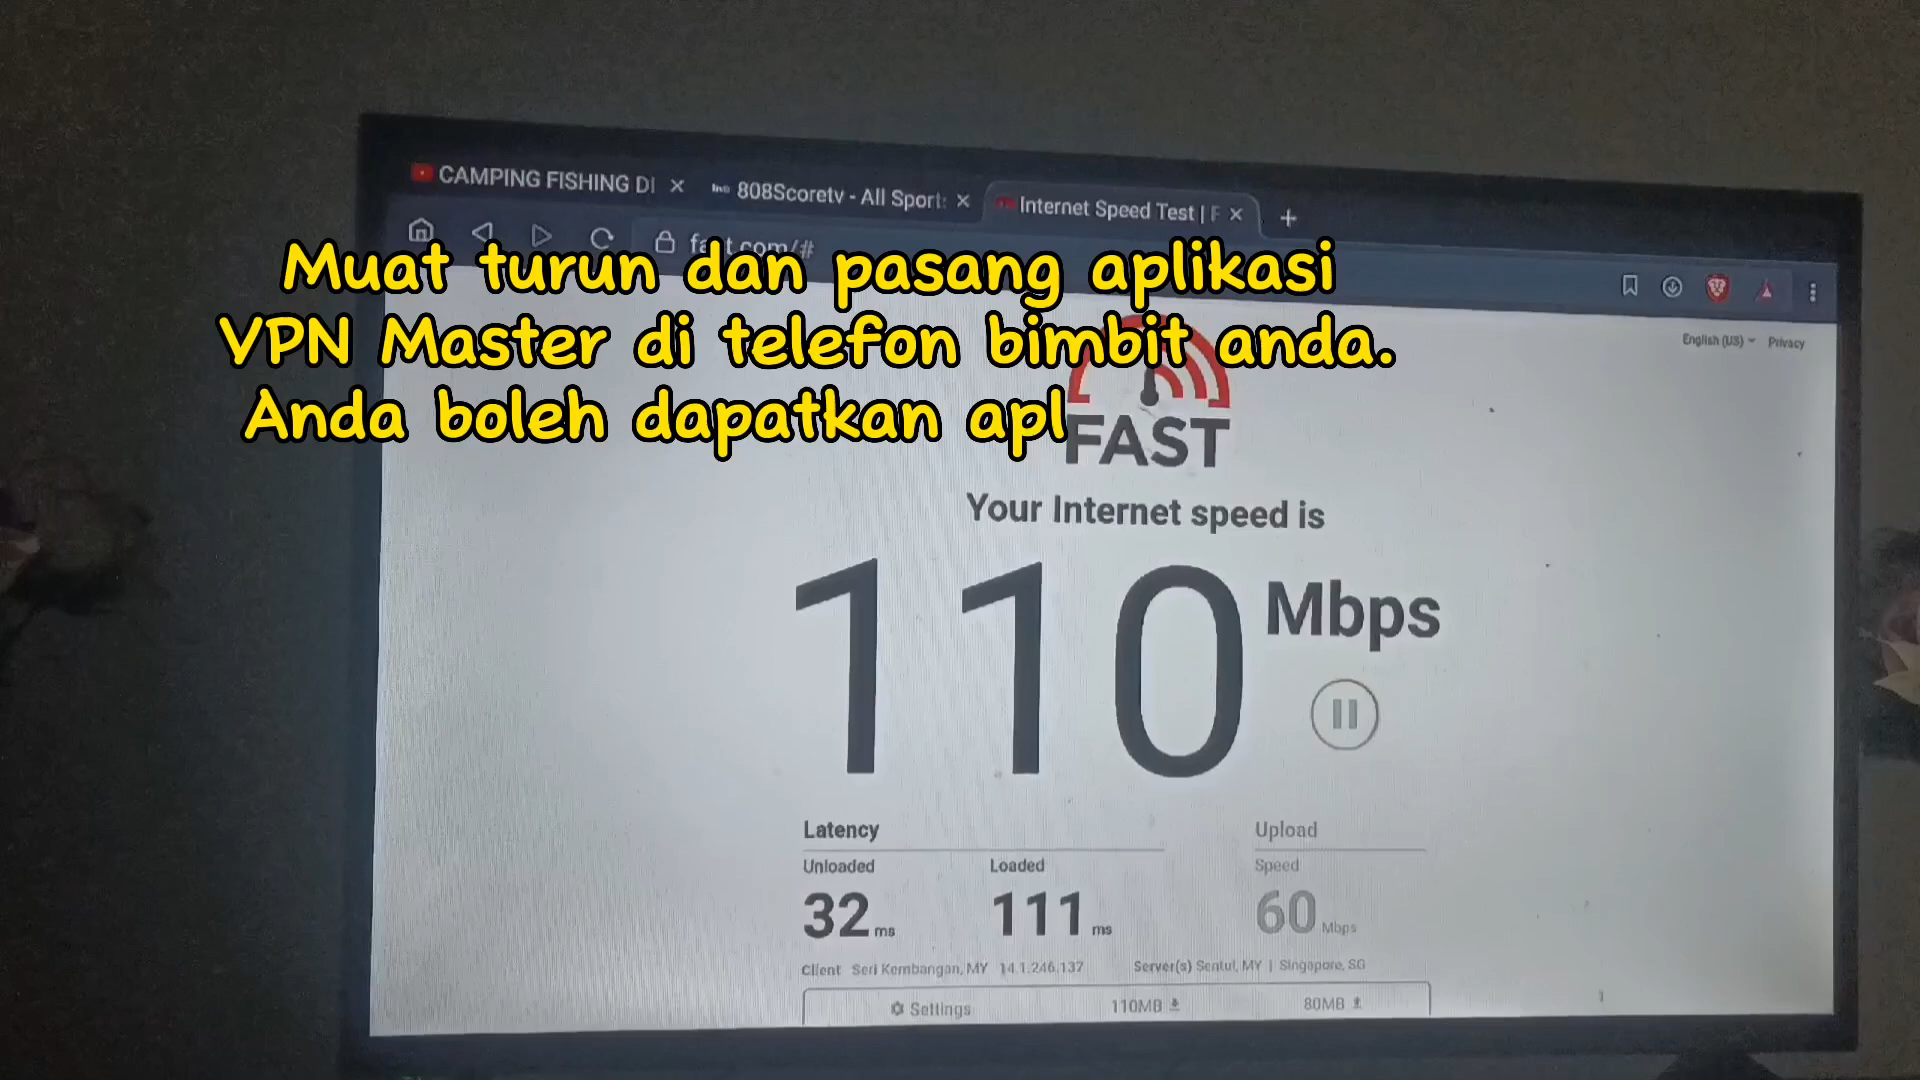 CAMPING FISHING DI
808Scoretv - All Sports
Internet Speed Test | F
fast.com/#
Muat turun dan pasang aplikasi
VPN Master di telefon bimbit anda.
Anda boleh dapatkan apl
English (US)
Privacy
FAST
Your Internet speed is
110 Mbps
Latency
Upload
Unloaded
Loaded
Speed
32 ms
111 ms
60 Mbps
Client Seri Kembangan, MY 14.1.246.137
Server(s) Sentul, MY | Singapore, SG
Settings
110MB
80MB